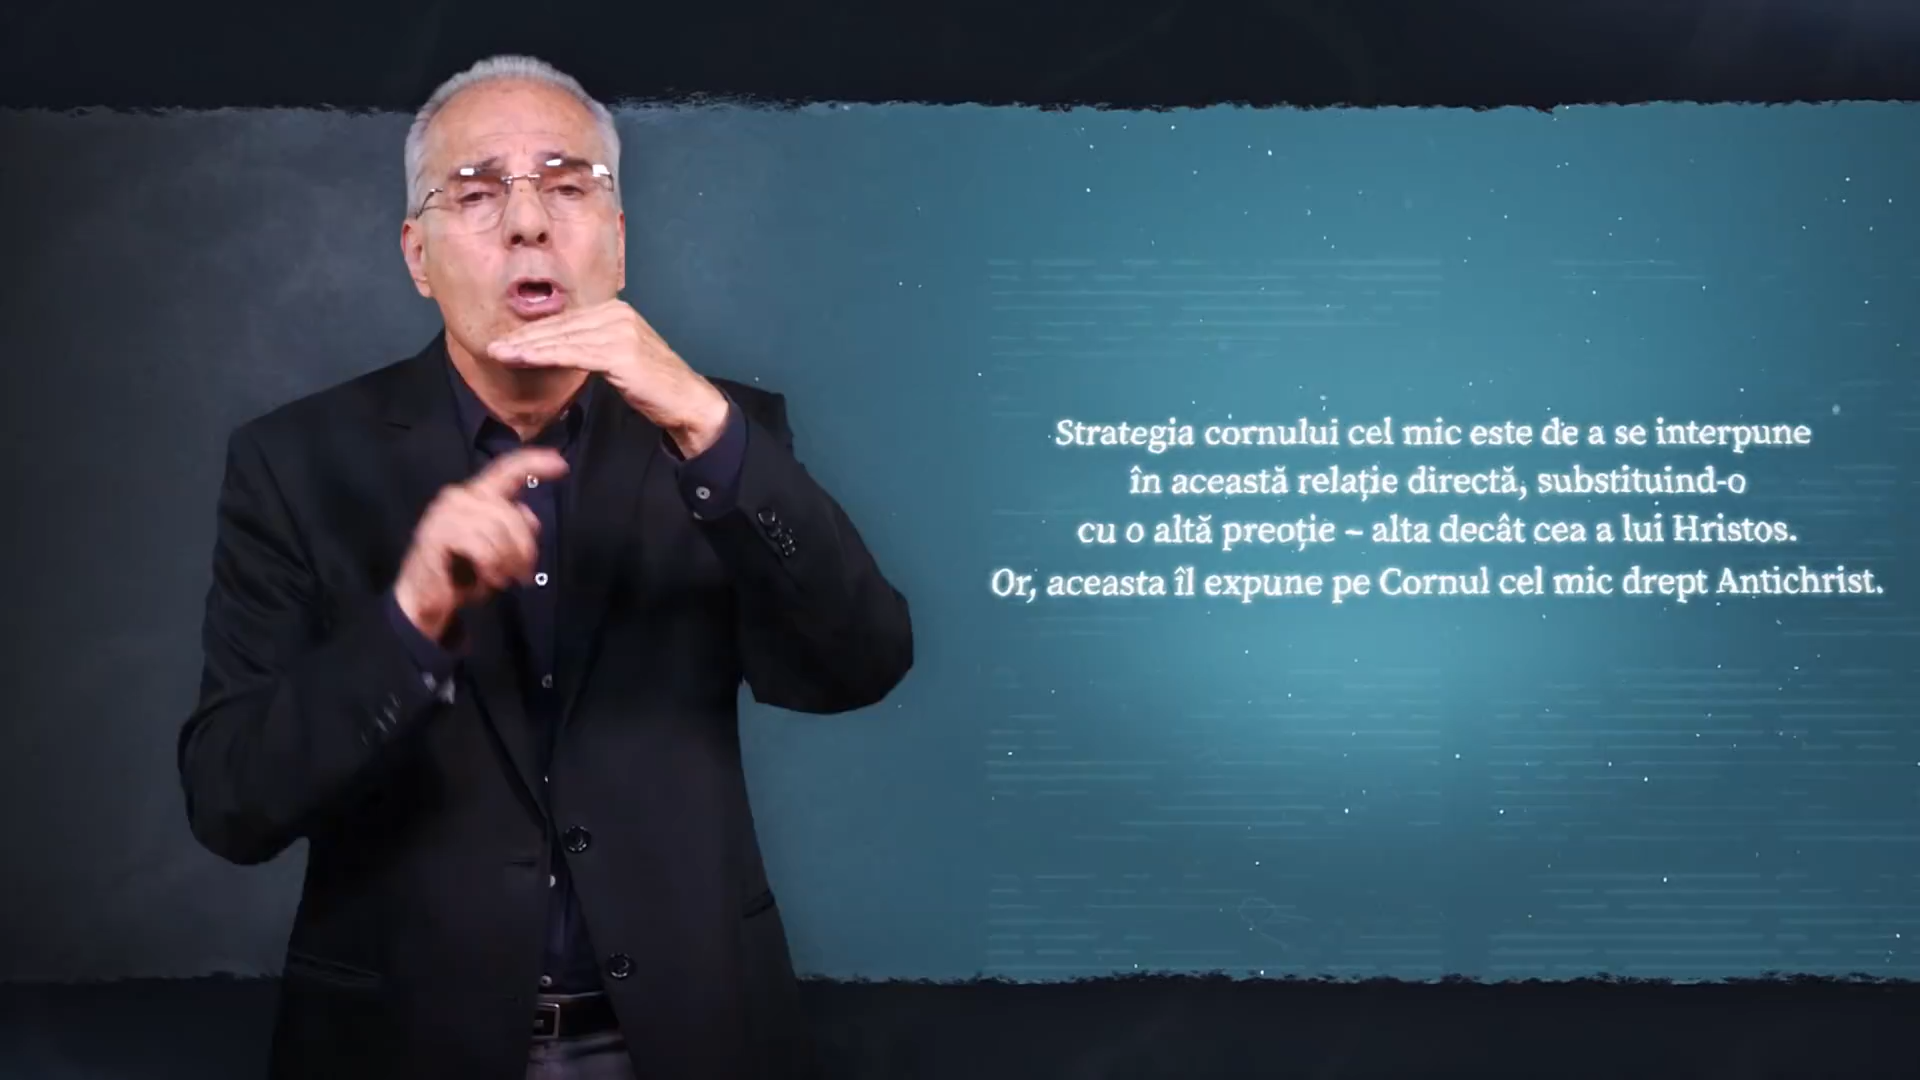 Strategia cornului cel mic este de a se interpune
în această relație directă, substituind-o
cu o altă preoție – alta decât cea a lui Hristos.
Or, aceasta îl expune pe Cornul cel mic drept Antichrist.